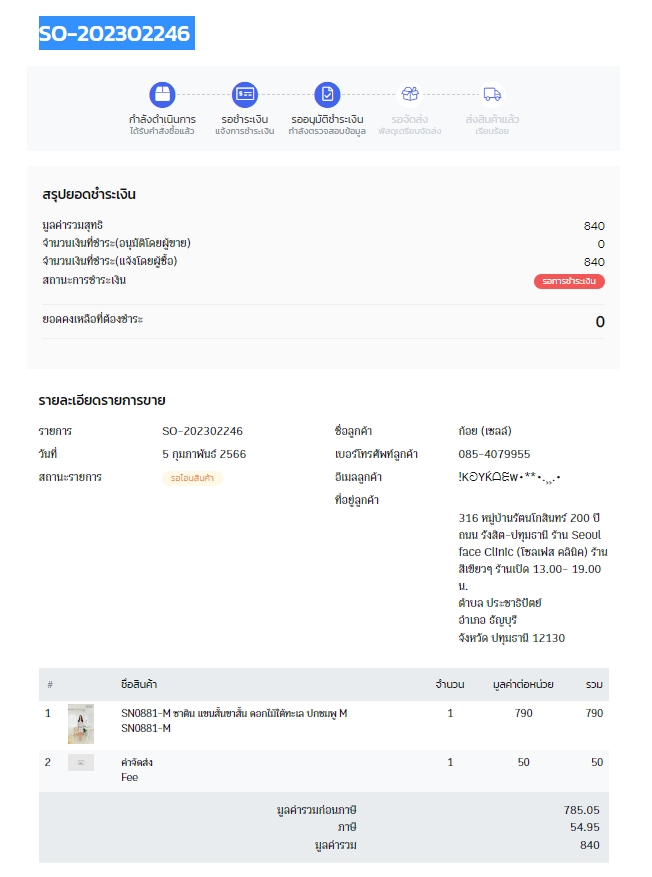 SO-202302246
กำลังดำเนินการ รอชำระเงิน รออนุมัติชำระเงิน รอจัดส่ง ส่งสินค้าแล้ว
ได้รับคำสั่งซื้อแล้ว แจ้งการชำระเงิน กำลังตรวจสอบข้อมูล พัสดุเตรียมจัดส่ง เรียบร้อย
สรุปยอดชำระเงิน
มูลค่ารวมสุทธิ 840
จำนวนเงินที่ชำระ(อนุมัติโดยผู้ขาย) 0
จำนวนเงินที่ชำระ(แจ้งโดยผู้ซื้อ) 840
สถานะการชำระเงิน รอการชำระเงิน
ยอดคงเหลือที่ต้องชำระ 0
รายละเอียดรายการขาย
รายการ SO-202302246 ชื่อลูกค้า ก้อย (เซลล์)
วันที่ 5 กุมภาพันธ์ 2566 เบอร์โทรศัพท์ลูกค้า 085-4079955
สถานะรายการ รอโอนสินค้า อีเมลลูกค้า
ที่อยู่ลูกค้า
316 หมู่บ้านรัตนโกสินทร์ 200 ปี
ถนน รังสิต-ปทุมธานี ร้าน Seoul
face Clinic (โซลเฟส คลินิค) ร้าน
สีเขียวๆ ร้านเปิด 13.00- 19.00
น.
ตำบล ประชาธิปัตย์
อำเภอ ธัญบุรี
จังหวัด ปทุมธานี 12130
# ชื่อสินค้า จำนวน มูลค่าต่อหน่วย รวม
1 SN0881-M ซาติน แขนสั้นขาสั้น ดอกไม้ใต้ทะเล ปกชมพู M 1 790 790
SN0881-M
2 ค่าจัดส่ง 1 50 50
Fee
มูลค่ารวมก่อนภาษี 785.05
ภาษี 54.95
มูลค่ารวม 840